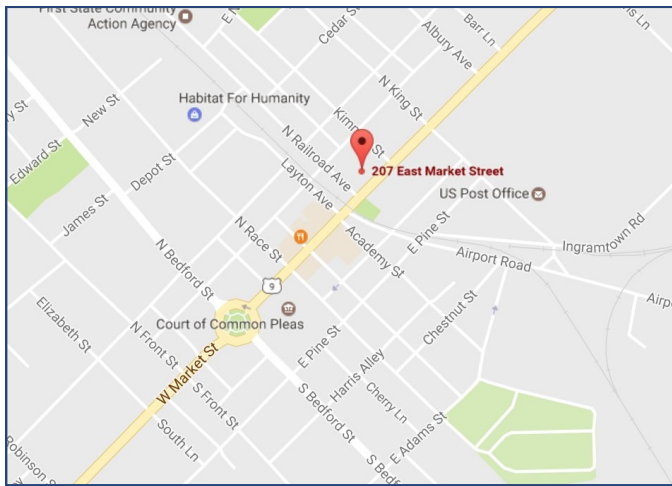 First State Community
Action Agency
Cedar St
Barr Ln
Albury Ave
N King St
Habitat For Humanity
New St
Kimmey St
N Railroad Ave
207 East Market Street
Edward St
Depot St
Layton Ave
US Post Office
James St
Academy St
E Pine St
N Race St
Ingramtown Rd
Airport Road
N Bedford St
9
Chestnut St
Elizabeth St
Court of Common Pleas
N Front St
E Pine St
W Market St
Harris Alley
S Front St
Cherry Ln
S Bedford St
E Adams St
South Ln
Robinson S
S Bedf